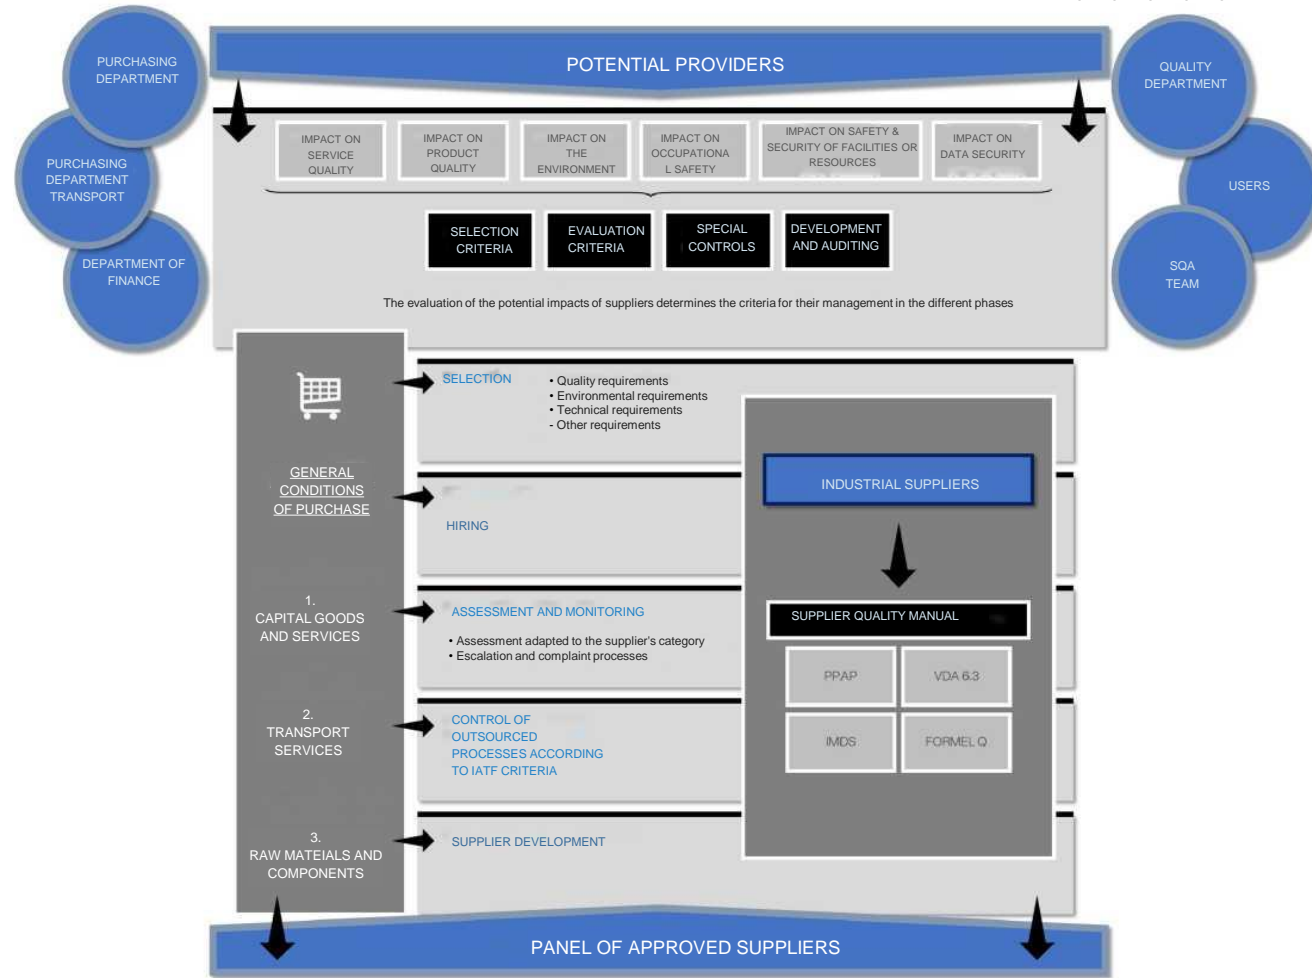 POTENTIAL PROVIDERS
PURCHASING
DEPARTMENT
PURCHASING
DEPARTMENT
TRANSPORT
DEPARTMENT OF
FINANCE
QUALITY
DEPARTMENT
USERS
SQA
TEAM
IMPACT ON
SERVICE
QUALITY
IMPACT ON
PRODUCT
QUALITY
IMPACT ON
THE
ENVIRONMENT
IMPACT ON
OCCUPATIONA
L SAFETY
IMPACT ON SAFETY &
SECURITY OF FACILITIES OR
RESOURCES
IMPACT ON
DATA SECURITY
SELECTION
CRITERIA
EVALUATION
CRITERIA
SPECIAL
CONTROLS
DEVELOPMENT
AND AUDITING
The evaluation of the potential impacts of suppliers determines the criteria for their management in the different phases
GENERAL
CONDITIONS
OF PURCHASE
1.
CAPITAL GOODS
AND SERVICES
2.
TRANSPORT
SERVICES
3.
RAW MATEIALS AND
COMPONENTS
SELECTION
• Quality requirements
• Environmental requirements
• Technical requirements
- Other requirements
HIRING
ASSESSMENT AND MONITORING
• Assessment adapted to the supplier's category
• Escalation and complaint processes
CONTROL OF
OUTSOURCED
PROCESSES ACCORDING
TO IATF CRITERIA
SUPPLIER DEVELOPMENT
INDUSTRIAL SUPPLIERS
SUPPLIER QUALITY MANUAL
PPAP
VDA 6.3
IMDS
FORMEL Q
PANEL OF APPROVED SUPPLIERS